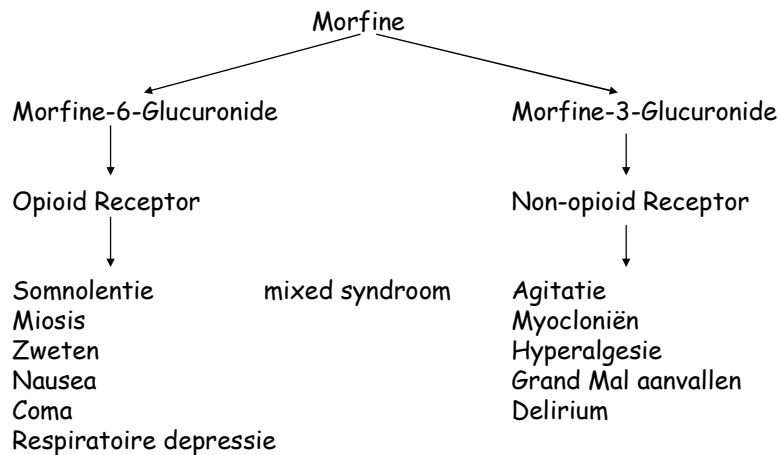 Morfine
Morfine-6-Glucuronide Morfine-3-Glucuronide
Opioid Receptor Non-opioid Receptor
Somnolentie mixed syndroom Agitatie
Miosis Myocloniën
Zweten Hyperalgesie
Nausea Grand Mal aanvallen
Coma Delirium
Respiratoire depressie